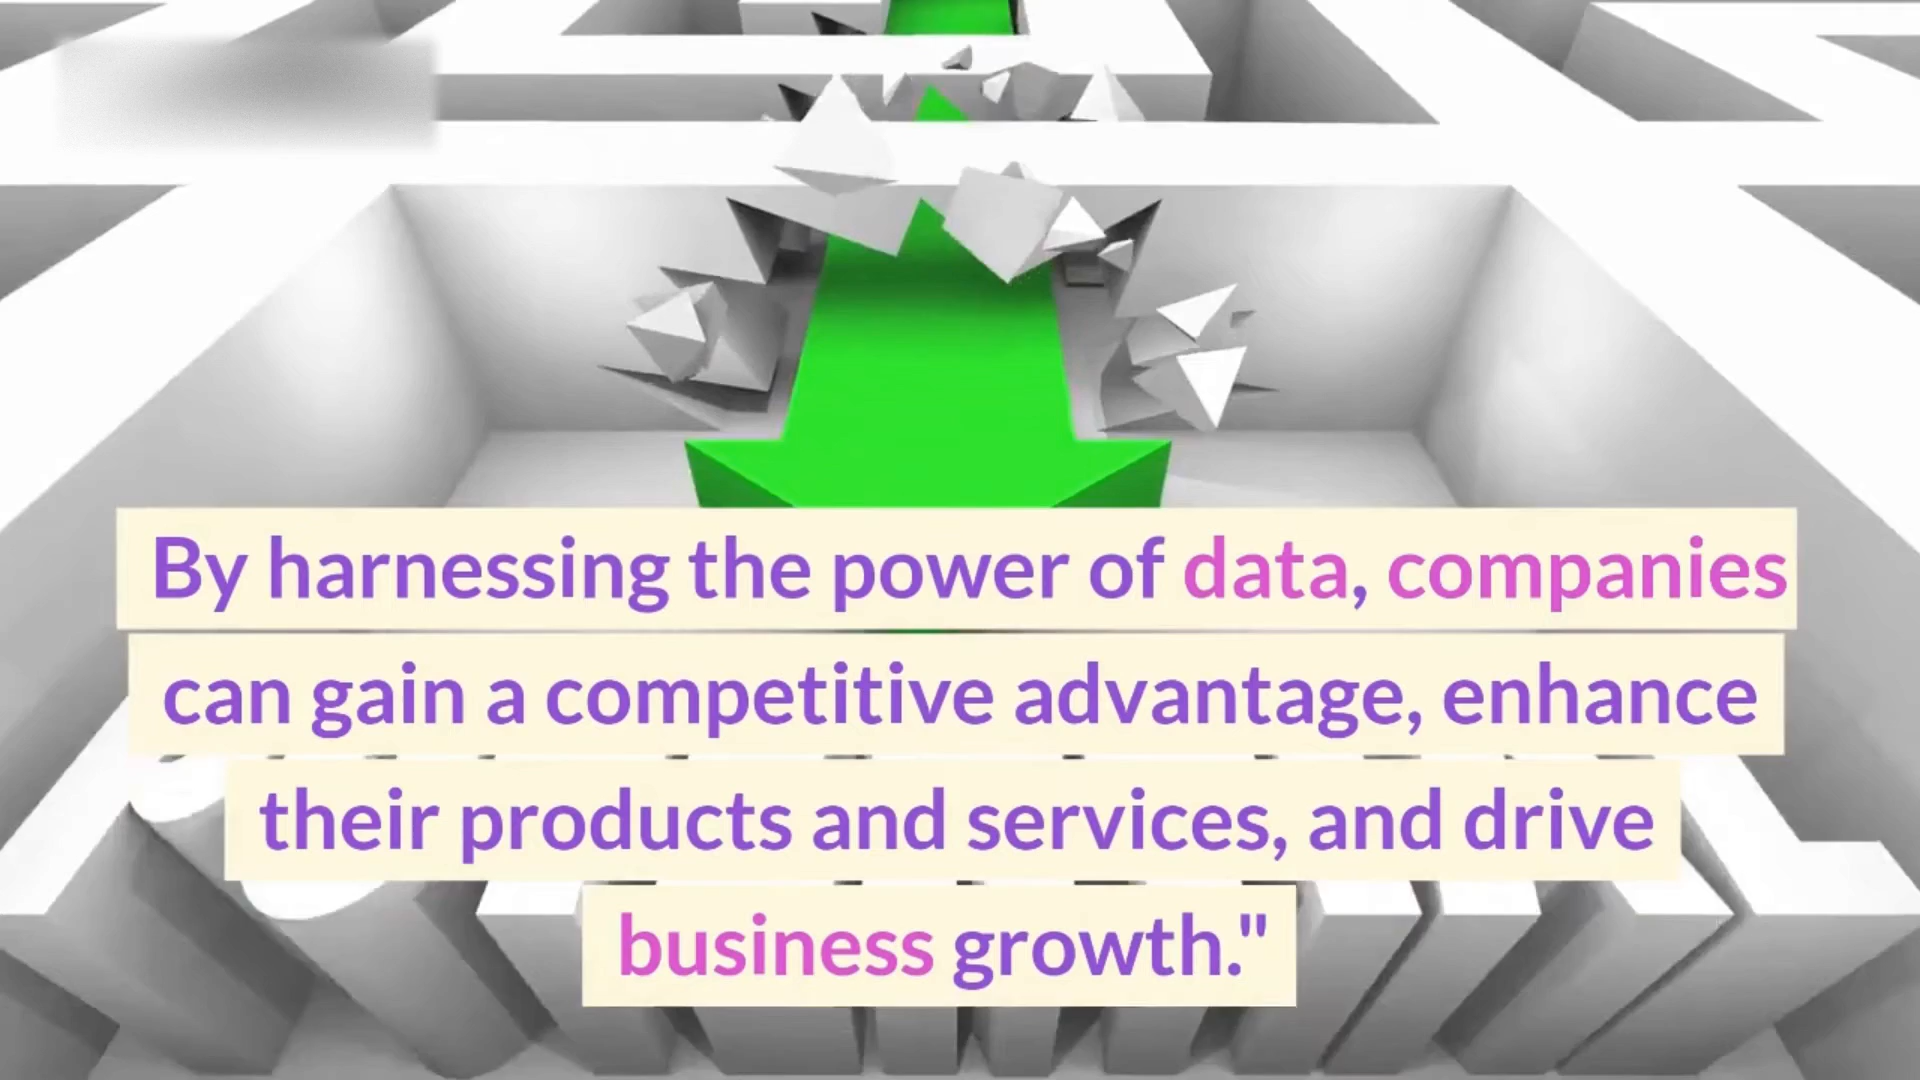 By harnessing the power of data, companies
can gain a competitive advantage, enhance
their products and services, and drive
business growth."